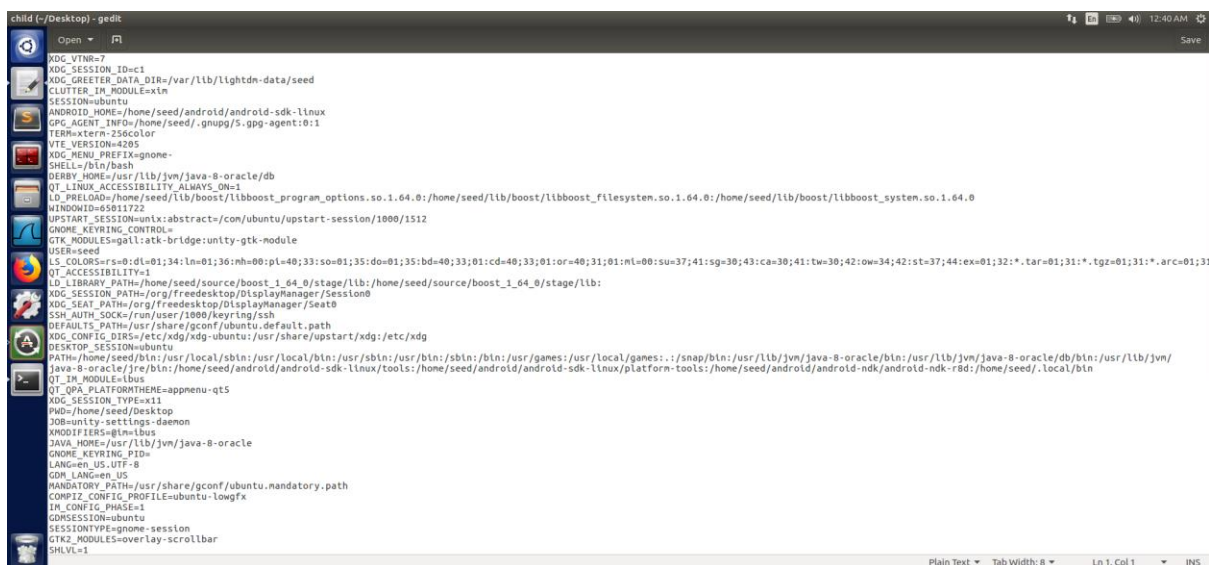 child (~/Desktop) - gedit
En
12:40 AM
Open
Save
XDG_VTNR=7
XDG_SESSION_ID=c1
XDG_GREETER_DATA_DIR=/var/lib/lightdm-data/seed
CLUTTER_IM_MODULE=xim
SESSION=ubuntu
ANDROID_HOME=/home/seed/android/android-sdk-linux
GPG_AGENT_INFO=/home/seed/.gnupg/S.gpg-agent:0:1
TERM=xterm-256color
VTE_VERSION=4205
XDG_MENU_PREFIX=gnome-
SHELL=/bin/bash
DERBY_HOME=/usr/lib/jvm/java-8-oracle/db
QT_LINUX_ACCESSIBILITY_ALWAYS_ON=1
LD_PRELOAD=/home/seed/lib/boost/libboost_program_options.so.1.64.0:/home/seed/lib/boost/libboost_filesystem.so.1.64.0:/home/seed/lib/boost/libboost_system.so.1.64.0
WINDOWID=65011722
UPSTART_SESSION=unix:abstract=/com/ubuntu/upstart-session/1000/1512
GNOME_KEYRING_CONTROL=
GTK_MODULES=gail:atk-bridge:unity-gtk-module
USER=seed
LS_COLORS=rs=0:di=01;34:ln=01;36:mh=00:pi=40;33:so=01;35:do=01;35:bd=40;33;01:cd=40;33;01:or=40;31;01:mi=00:su=37;41:sg=30;43:ca=30;41:tw=30;42:ow=34;42:st=37;44:ex=01;32:*.tar=01;31:*.tgz=01;31:*.arc=01;31
QT_ACCESSIBILITY=1
LD_LIBRARY_PATH=/home/seed/source/boost_1_64_0/stage/lib:/home/seed/source/boost_1_64_0/stage/lib:
XDG_SESSION_PATH=/org/freedesktop/DisplayManager/Session0
XDG_SEAT_PATH=/org/freedesktop/DisplayManager/Seat0
SSH_AUTH_SOCK=/run/user/1000/keyring/ssh
DEFAULTS_PATH=/usr/share/gconf/ubuntu.default.path
XDG_CONFIG_DIRS=/etc/xdg/xdg-ubuntu:/usr/share/upstart/xdg:/etc/xdg
DESKTOP_SESSION=ubuntu
PATH=/home/seed/bin:/usr/local/sbin:/usr/local/bin:/usr/sbin:/usr/bin:/sbin:/bin:/usr/games:/usr/local/games:.:/snap/bin:/usr/lib/jvm/java-8-oracle/bin:/usr/lib/jvm/java-8-oracle/db/bin:/usr/lib/jvm/
java-8-oracle/jre/bin:/home/seed/android/android-sdk-linux/tools:/home/seed/android/android-sdk-linux/platform-tools:/home/seed/android/android-ndk/android-ndk-r8d:/home/seed/.local/bin
QT_IM_MODULE=ibus
QT_QPA_PLATFORMTHEME=appmenu-qt5
XDG_SESSION_TYPE=x11
PWD=/home/seed/Desktop
JOB=unity-settings-daemon
XMODIFIERS=@im=ibus
JAVA_HOME=/usr/lib/jvm/java-8-oracle
GNOME_KEYRING_PID=
LANG=en_US.UTF-8
GDM_LANG=en_US
MANDATORY_PATH=/usr/share/gconf/ubuntu.mandatory.path
COMPIZ_CONFIG_PROFILE=ubuntu-lowgfx
IM_CONFIG_PHASE=1
GDMSESSION=ubuntu
SESSIONTYPE=gnome-session
GTK2_MODULES=overlay-scrollbar
SHLVL=1
Plain Text
Tab Width: 8
Ln 1, Col 1
INS